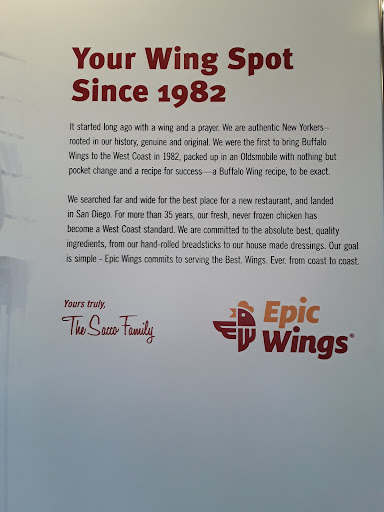 Your Wing Spot
Since 1982
It started long ago with a wing and a prayer. We are authentic New Yorkers–
rooted in our history, genuine and original. We were the first to bring Buffalo
Wings to the West Coast in 1982, packed up in an Oldsmobile with nothing but
pocket change and a recipe for success—a Buffalo Wing recipe, to be exact.
We searched far and wide for the best place for a new restaurant, and landed
in San Diego. For more than 35 years, our fresh, never frozen chicken has
become a West Coast standard. We are committed to the absolute best, quality
ingredients, from our hand-rolled breadsticks to our house made dressings. Our goal
is simple - Epic Wings commits to serving the Best. Wings. Ever. from coast to coast.
Yours truly,
The Sacco Family
Epic
Wings®